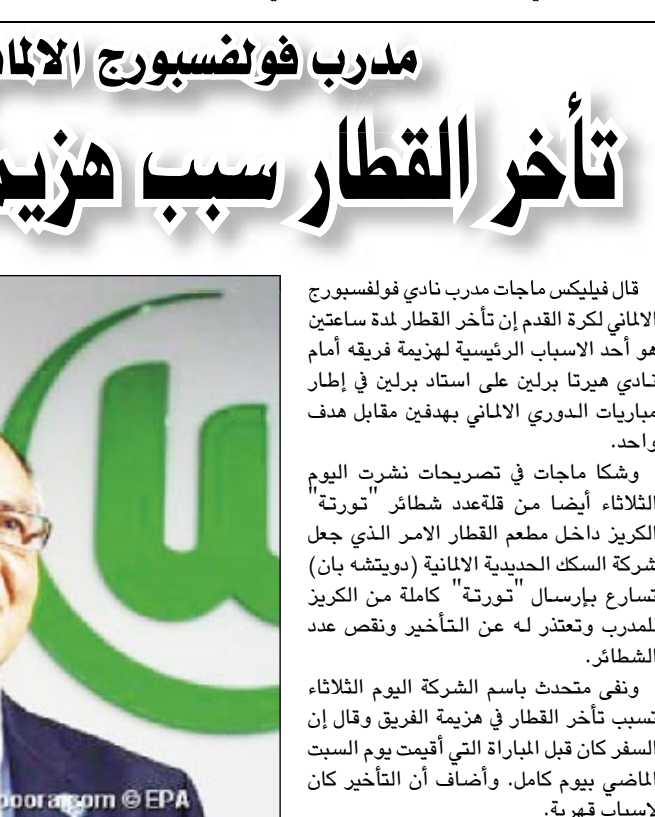 مدرب فولفسبورج
تأخر القطار سبب
قال فيليكس ماجات مدرب نادي فولفسبورج
الالماني لكرة القدم إن تأخر القطار لمدة ساعتين
هو أحد الاسباب الرئيسية لهزيمة فريقه أمام
نادي هيرتا برلين على استاد برلين في إطار
مباريات الدوري الالماني بهدفين مقابل هدف
واحد.
وشكا ماجات في تصريحات نشرت اليوم
الثلاثاء أيضا من قلةعدد شطائر "تورتة"
الكريز داخل مطعم القطار الامر الذي جعل
شركة السكك الحديدية الالمانية (دويتشه بان)
تسارع بإرسال "تورتة" كاملة من الكريز
للمدرب وتعتذر له عن التأخير ونقص عدد
الشطائر.
ونفى متحدث باسم الشركة اليوم الثلاثاء
تسبب تأخر القطار في هزيمة الفريق وقال إن
السفر كان قبل المباراة التي أقيمت يوم السبت
الماضي بيوم كامل. وأضاف أن التأخير كان
لاسباب قهرية.
© EPA